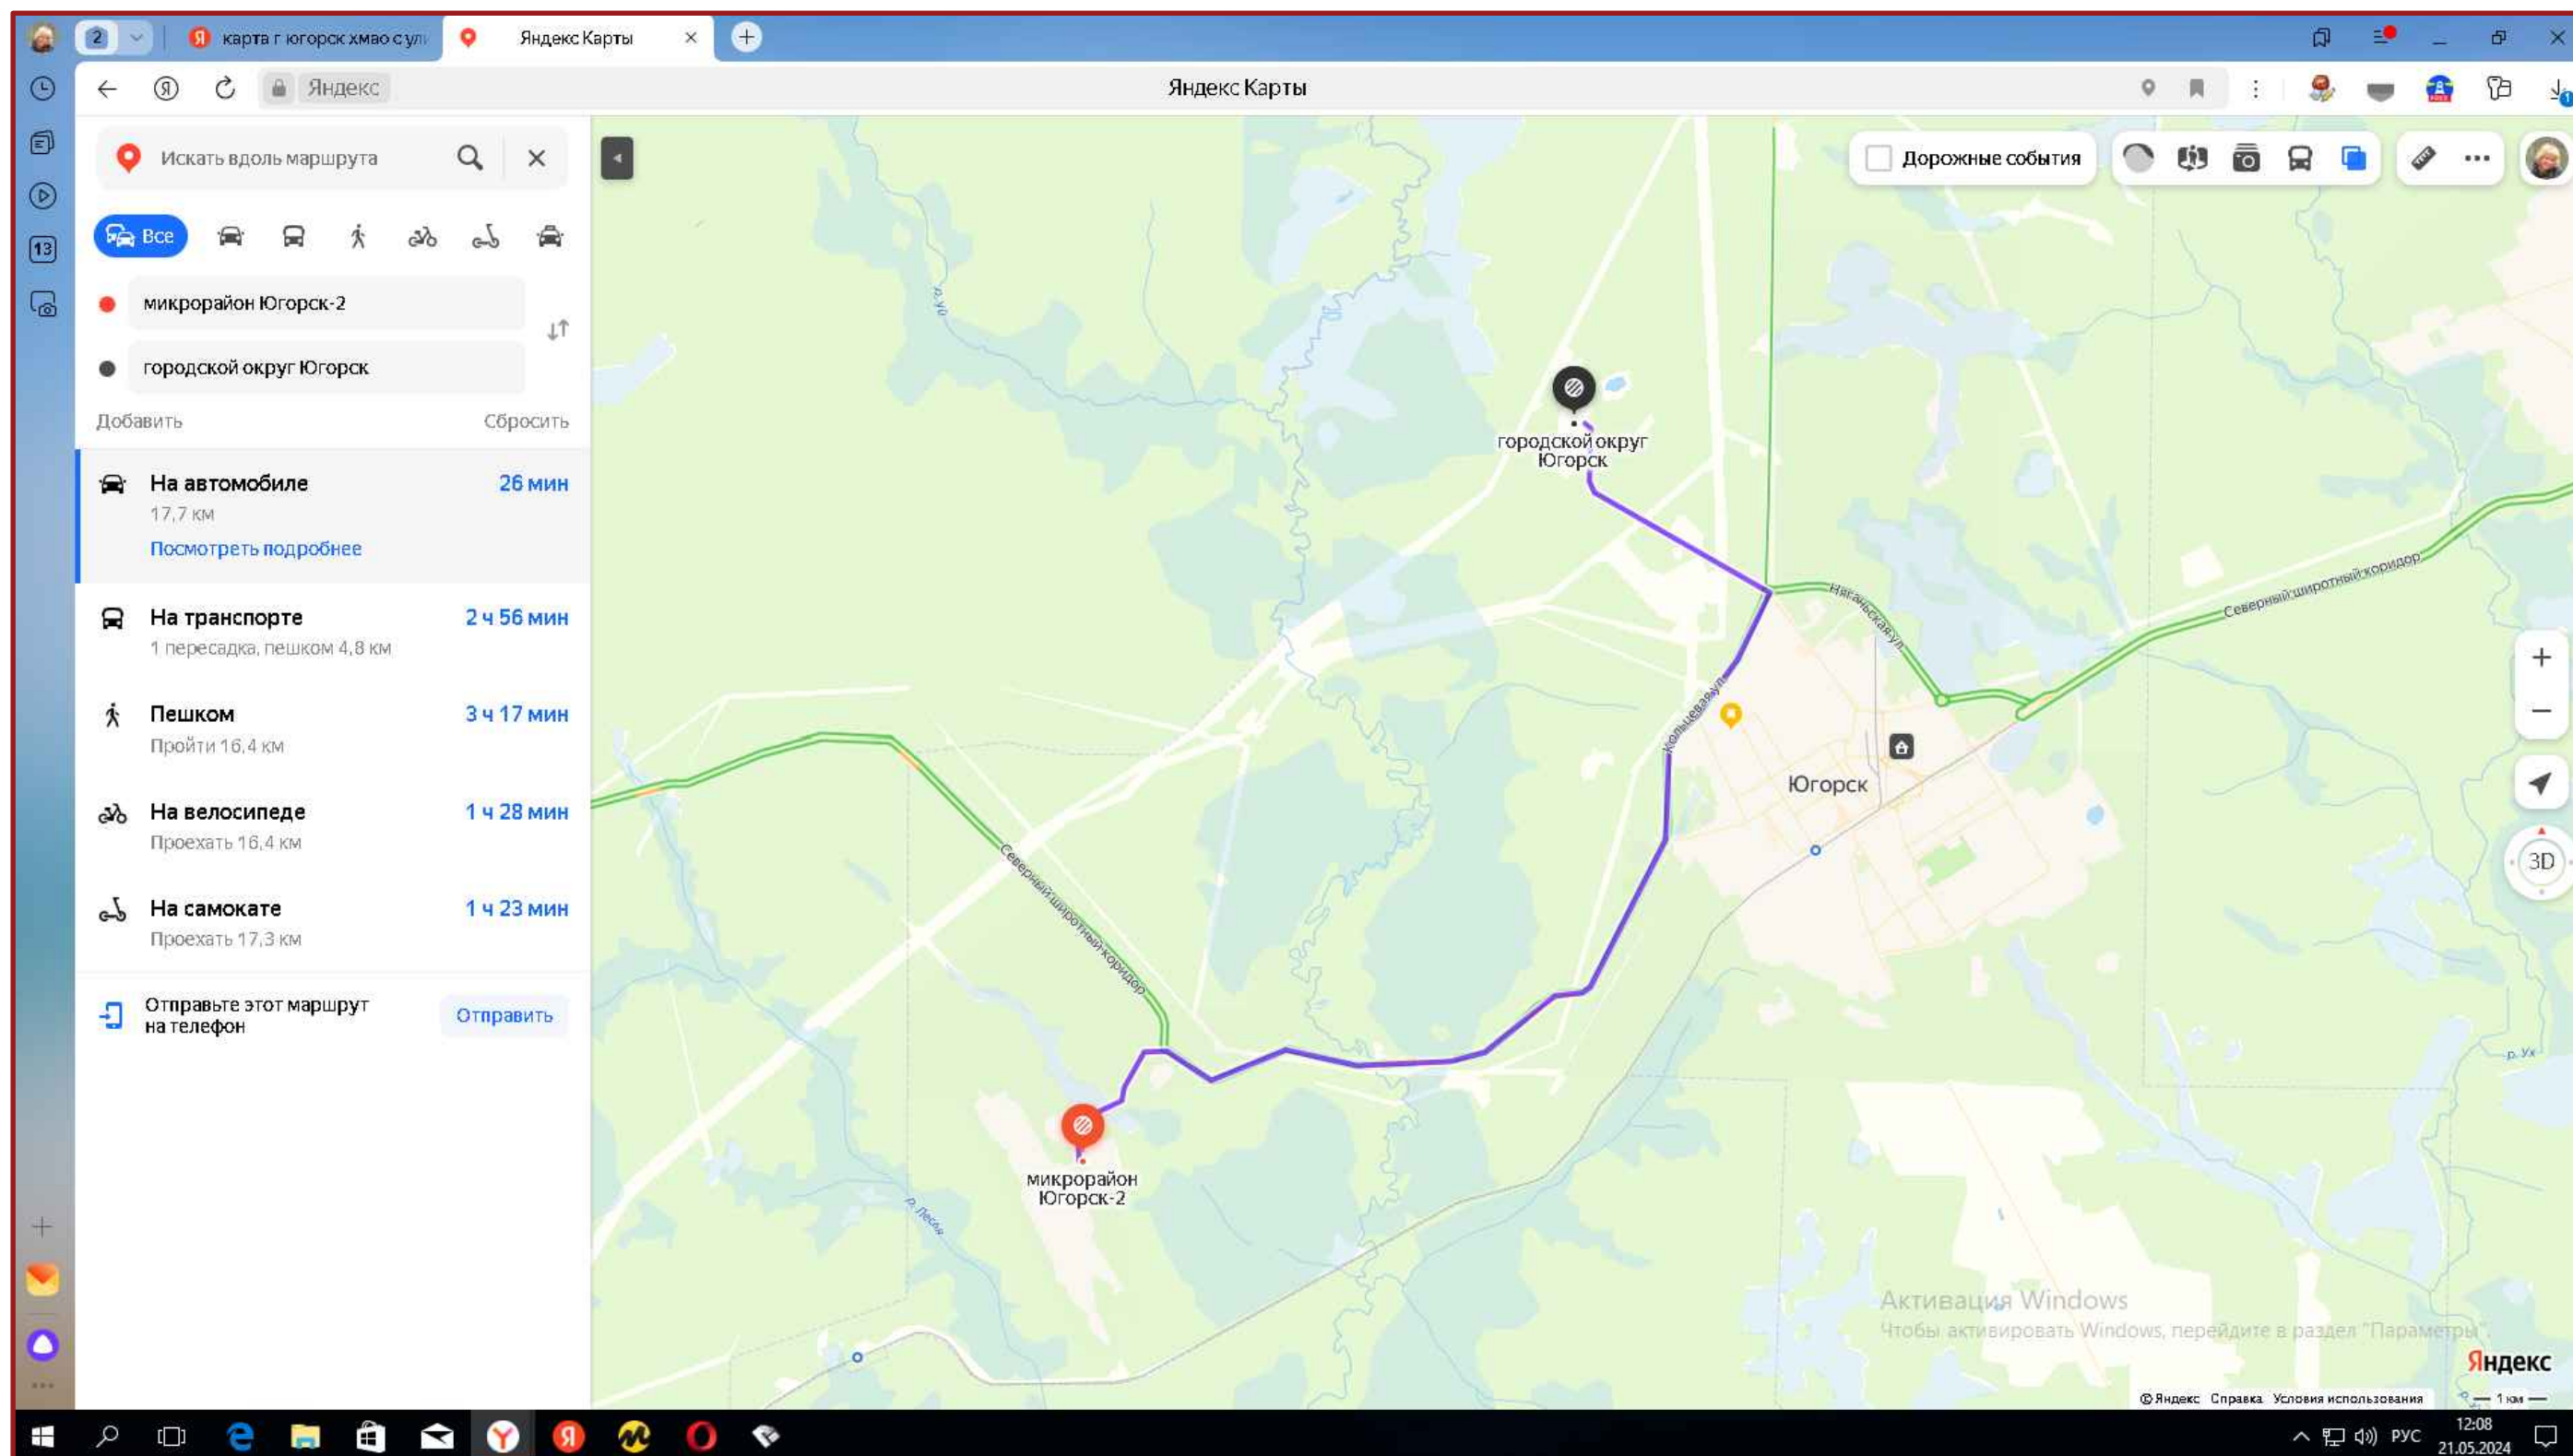 2
карта г югорск хмао с ули
Яндекс Карты
Яндекс
Яндекс Карты
13
1
Искать вдоль маршрута
Все
микрорайон Югорск-2
городской округ Югорск
Добавить
Сбросить
На автомобиле
26 мин
17,7 км
Посмотреть подробнее
На транспорте
2 ч 56 мин
1 пересадка, пешком 4,8 км
Пешком
3 ч 17 мин
Пройти 16,4 км
На велосипеде
1 ч 28 мин
Проехать 16,4 км
На самокате
1 ч 23 мин
Проехать 17,3 км
Отправьте этот маршрут
на телефон
Отправить
Дорожные события
городской округ
Югорск
Няганьская ул.
Северный широтный коридор
Кольцевая ул.
Югорск
Северный широтный коридор
микрорайон
Югорск-2
р. Лесея
р. Ух
3D
Активация Windows
Чтобы активировать Windows, перейдите в раздел "Параметры".
Яндекс
© Яндекс Справка Условия использования
1 км
РУС
12:08
21.05.2024